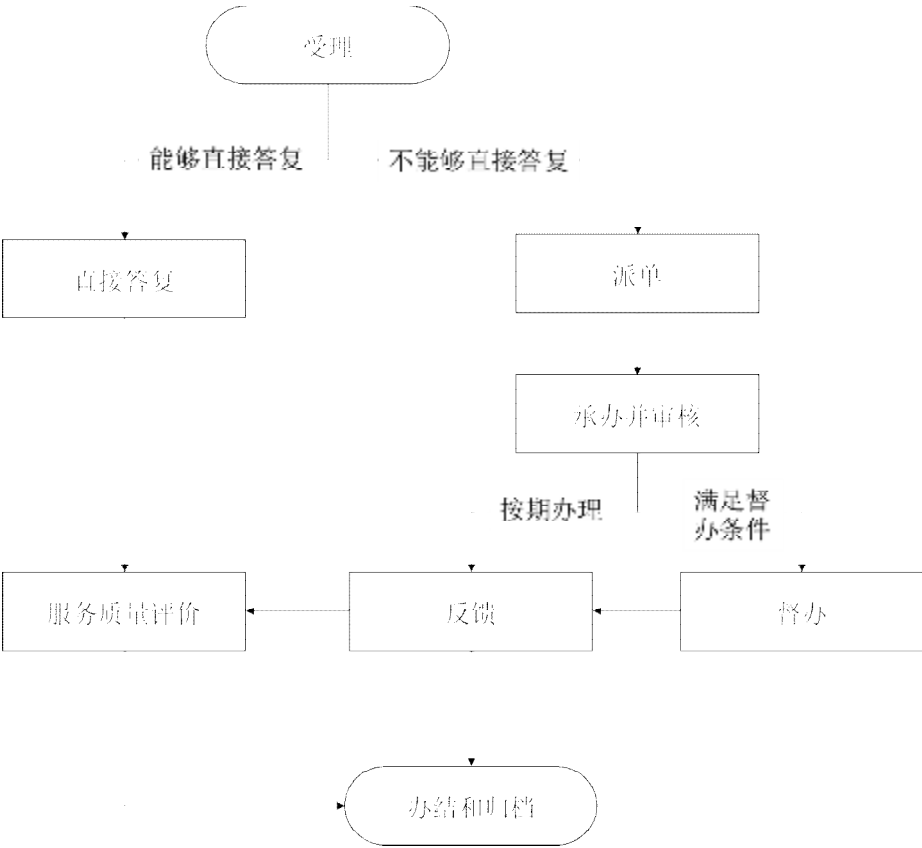 受理
能够直接答复
不能够直接答复
直接答复
派单
承办并审核
按期办理
满足督
办条件
服务质量评价
反馈
督办
办结和归档